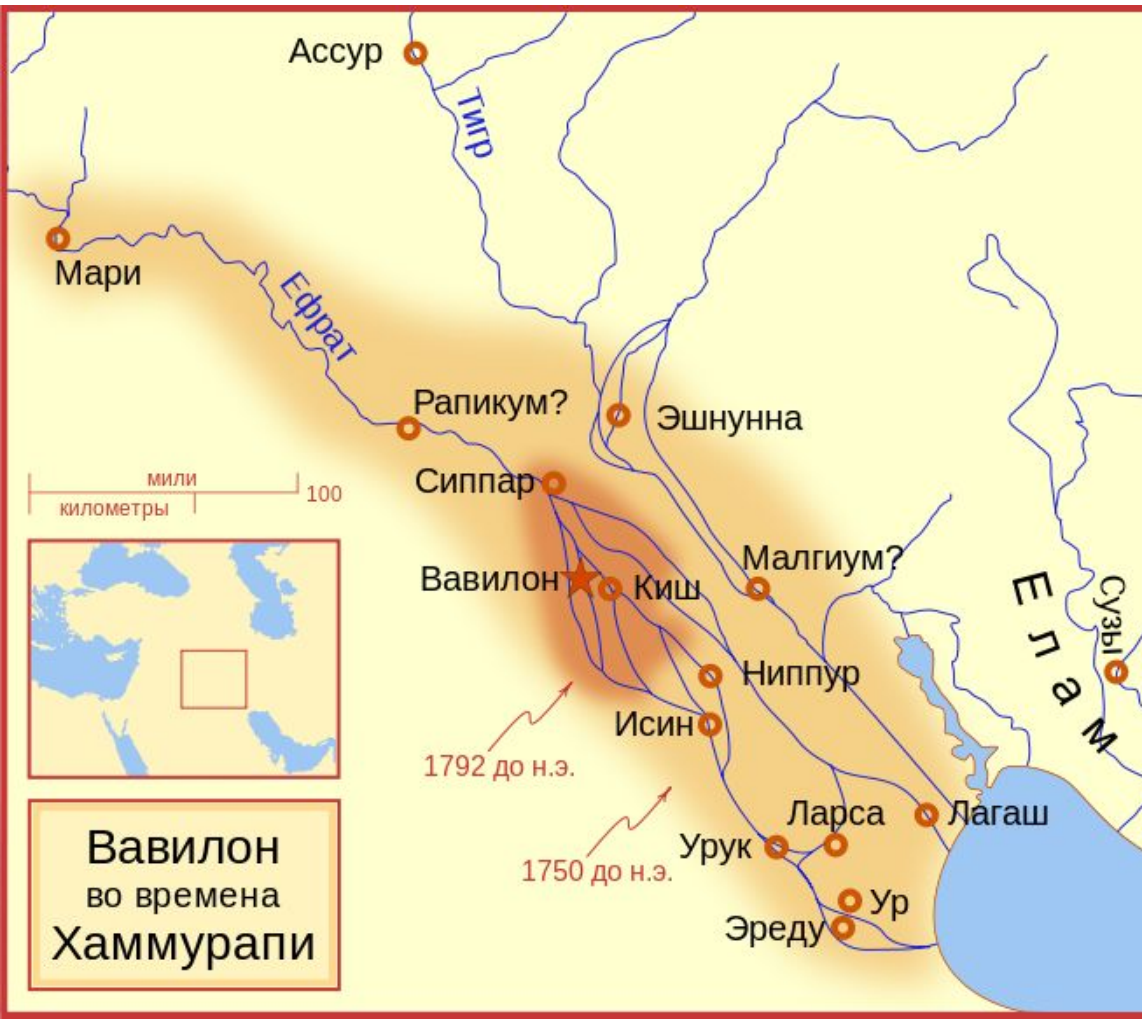 Ассур
Тигр
Мари
Ефрат
Рапикум?
Эшнунна
Сиппар
мили
100
километры
Малгиум?
Вавилон
Киш
Елам
Сузы
Ниппур
Исин
1792 до н.э.
Ларса
Лагаш
Урук
1750 до н.э.
Ур
Эреду
Вавилон
во времена
Хаммурапи